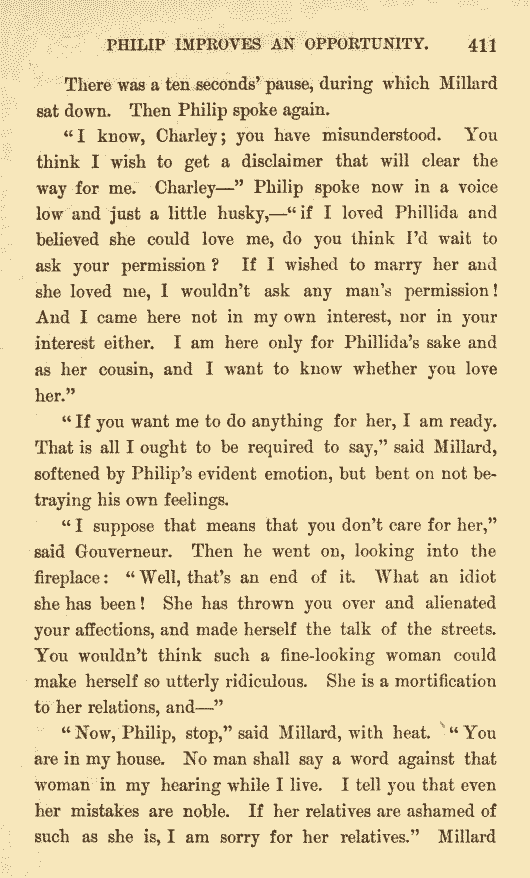 PHILIP IMPROVES AN OPPORTUNITY. 411
There was a ten seconds' pause, during which Millard
sat down. Then Philip spoke again.
"I know, Charley; you have misunderstood. You
think I wish to get a disclaimer that will clear the
way for me. Charley—" Philip spoke now in a voice
low and just a little husky,—"if I loved Phillida and
believed she could love me, do you think I'd wait to
ask your permission? If I wished to marry her and
she loved me, I wouldn't ask any man's permission!
And I came here not in my own interest, nor in your
interest either. I am here only for Phillida's sake and
as her cousin, and I want to know whether you love
her."
"If you want me to do anything for her, I am ready.
That is all I ought to be required to say," said Millard,
softened by Philip's evident emotion, but bent on not be-
traying his own feelings.
"I suppose that means that you don't care for her,"
said Gouverneur. Then he went on, looking into the
fireplace: "Well, that's an end of it. What an idiot
she has been! She has thrown you over and alienated
your affections, and made herself the talk of the streets.
You wouldn't think such a fine-looking woman could
make herself so utterly ridiculous. She is a mortification
to her relations, and—"
"Now, Philip, stop," said Millard, with heat. "You
are in my house. No man shall say a word against that
woman in my hearing while I live. I tell you that even
her mistakes are noble. If her relatives are ashamed of
such as she is, I am sorry for her relatives." Millard